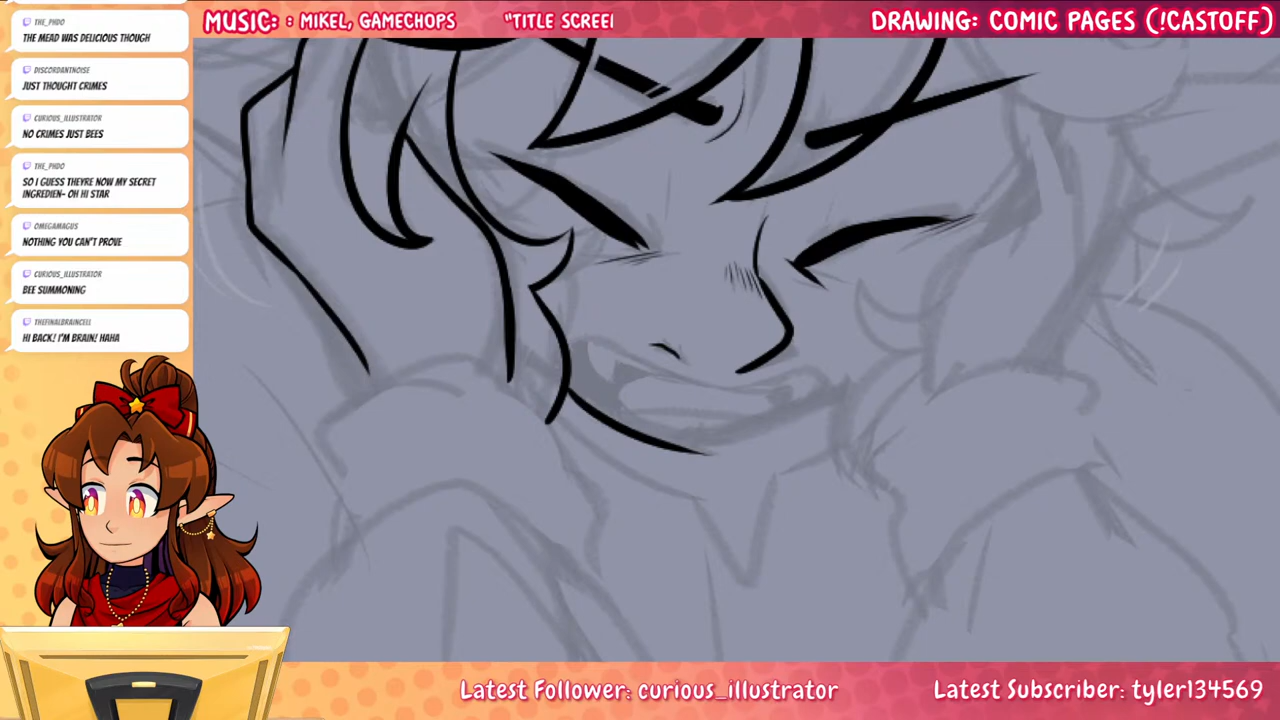 MUSIC: : MIKEL, GAMECHOPS "TITLE SCREE
DRAWING: COMIC PAGES (!CASTOFF)
THE_PHDO
THE MEAD WAS DELICIOUS THOUGH
DISCORDANTNOISE
JUST THOUGHT CRIMES
CURIOUS_ILLUSTRATOR
NO CRIMES JUST BEES
THE_PHDO
SO I GUESS THEYRE NOW MY SECRET
INGREDIEN- OH HI STAR
OMEGAMAGUS
NOTHING YOU CAN'T PROVE
CURIOUS_ILLUSTRATOR
BEE SUMMONING
THEFINALBRAINCELL
HI BACK! I'M BRAIN! HAHA
Latest Follower: curious_illustrator
Latest Subscriber: tyler134569